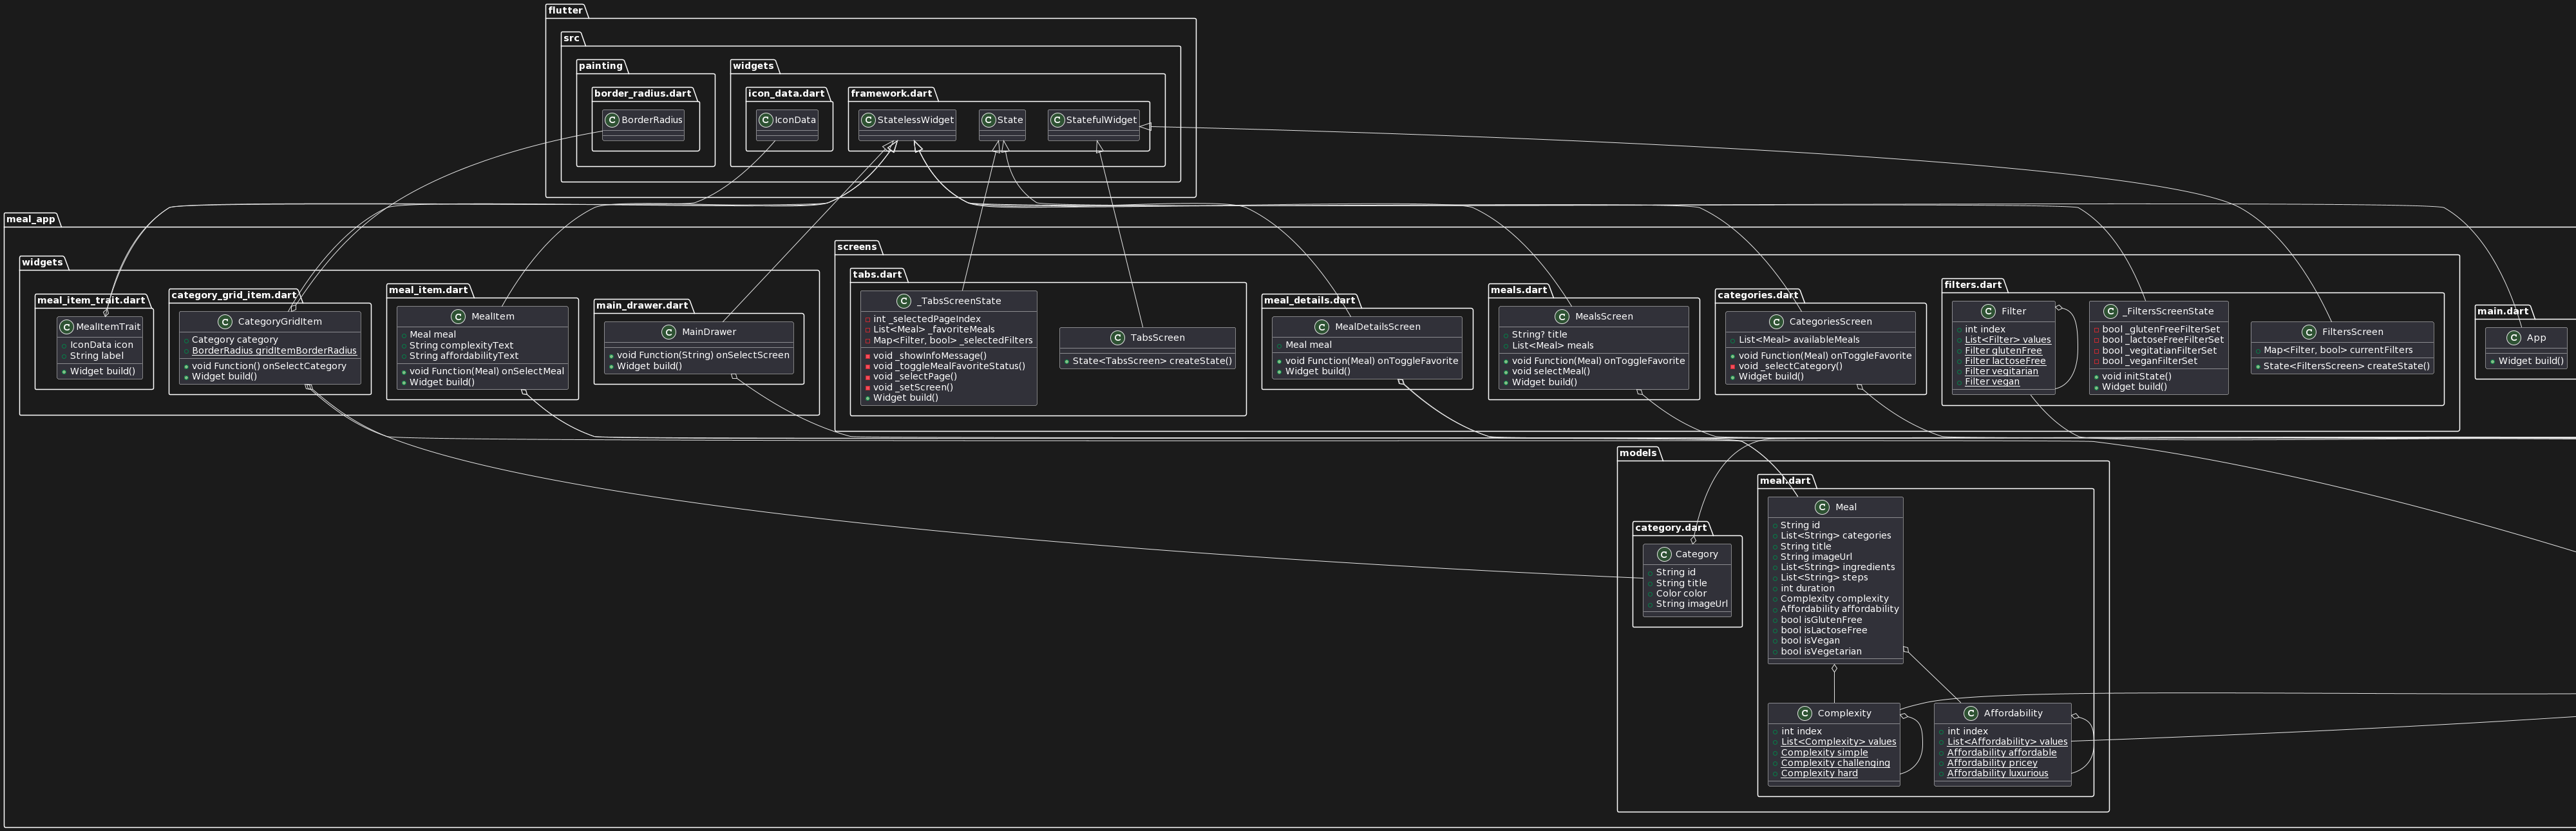 flutter
src
painting
border_radius.dart
C BorderRadius
widgets
icon_data.dart
C IconData
framework.dart
C StatelessWidget
C State
C StatefulWidget
meal_app
widgets
meal_item_trait.dart
C MealItemTrait
IconData icon
String label
Widget build()
category_grid_item.dart
C CategoryGridItem
Category category
BorderRadius gridItemBorderRadius
void Function() onSelectCategory
Widget build()
meal_item.dart
C MealItem
Meal meal
String complexityText
String affordabilityText
void Function(Meal) onSelectMeal
Widget build()
main_drawer.dart
C MainDrawer
void Function(String) onSelectScreen
Widget build()
screens
tabs.dart
C _TabsScreenState
int _selectedPageIndex
List<Meal> _favoriteMeals
Map<Filter, bool> _selectedFilters
void _showInfoMessage()
void _toggleMealFavoriteStatus()
void _selectPage()
void _setScreen()
Widget build()
C TabsScreen
State<TabsScreen> createState()
meal_details.dart
C MealDetailsScreen
Meal meal
void Function(Meal) onToggleFavorite
Widget build()
meals.dart
C MealsScreen
String? title
List<Meal> meals
void Function(Meal) onToggleFavorite
void selectMeal()
Widget build()
categories.dart
C CategoriesScreen
List<Meal> availableMeals
void Function(Meal) onToggleFavorite
void _selectCategory()
Widget build()
filters.dart
C Filter
int index
List<Filter> values
Filter glutenFree
Filter lactoseFree
Filter vegitarian
Filter vegan
C _FiltersScreenState
bool _glutenFreeFilterSet
bool _lactoseFreeFilterSet
bool _vegitatianFilterSet
bool _veganFilterSet
void initState()
Widget build()
C FiltersScreen
Map<Filter, bool> currentFilters
State<FiltersScreen> createState()
main.dart
C App
Widget build()
models
category.dart
C Category
String id
String title
Color color
String imageUrl
meal.dart
C Meal
String id
List<String> categories
String title
String imageUrl
List<String> ingredients
List<String> steps
int duration
Complexity complexity
Affordability affordability
bool isGlutenFree
bool isLactoseFree
bool isVegan
bool isVegetarian
C Complexity
int index
List<Complexity> values
Complexity simple
Complexity challenging
Complexity hard
C Affordability
int index
List<Affordability> values
Affordability affordable
Affordability pricey
Affordability luxurious